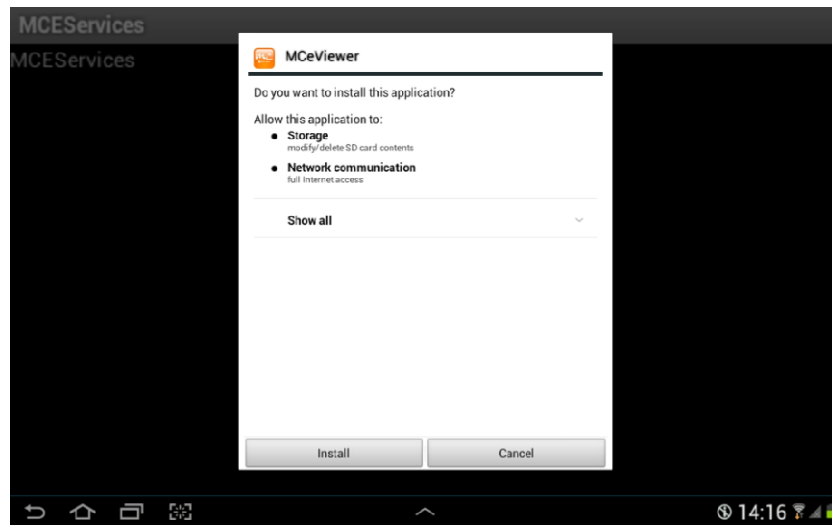 MCEServices
MCEServices
MCeViewer
Do you want to install this application?
Allow this application to:
Storage
modify/delete SD card contents
Network communication
full Internet access
Show all
Install
Cancel
14:16